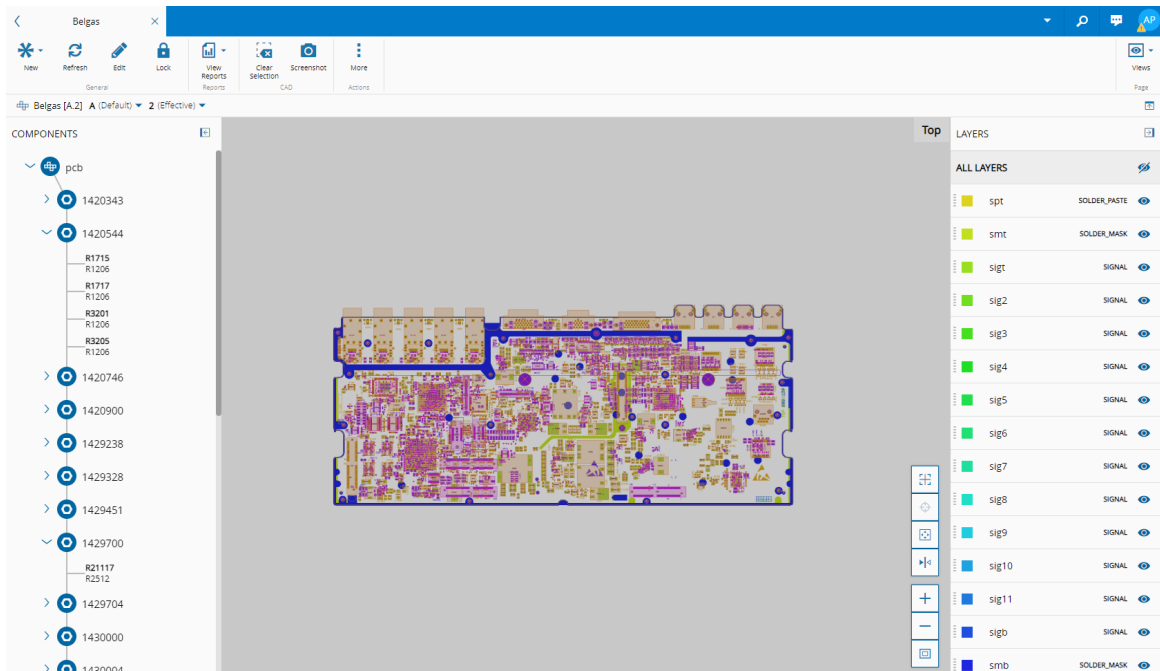 Belgas
AP
New
Refresh
Edit
Lock
View Reports
Clear Selection
Screenshot
More
Views
General
Reports
CAD
Actions
Page
Belgas [A.2] A (Default) 2 (Effective)
COMPONENTS
pcb
1420343
1420544
R1715
R1206
R1717
R1206
R3201
R1206
R3205
R1206
1420746
1420900
1429238
1429328
1429451
1429700
R21117
R2512
1429704
1430000
1430004
Top
LAYERS
ALL LAYERS
spt SOLDER_PASTE
smt SOLDER_MASK
sigt SIGNAL
sig2 SIGNAL
sig3 SIGNAL
sig4 SIGNAL
sig5 SIGNAL
sig6 SIGNAL
sig7 SIGNAL
sig8 SIGNAL
sig9 SIGNAL
sig10 SIGNAL
sig11 SIGNAL
sigb SIGNAL
smb SOLDER_MASK